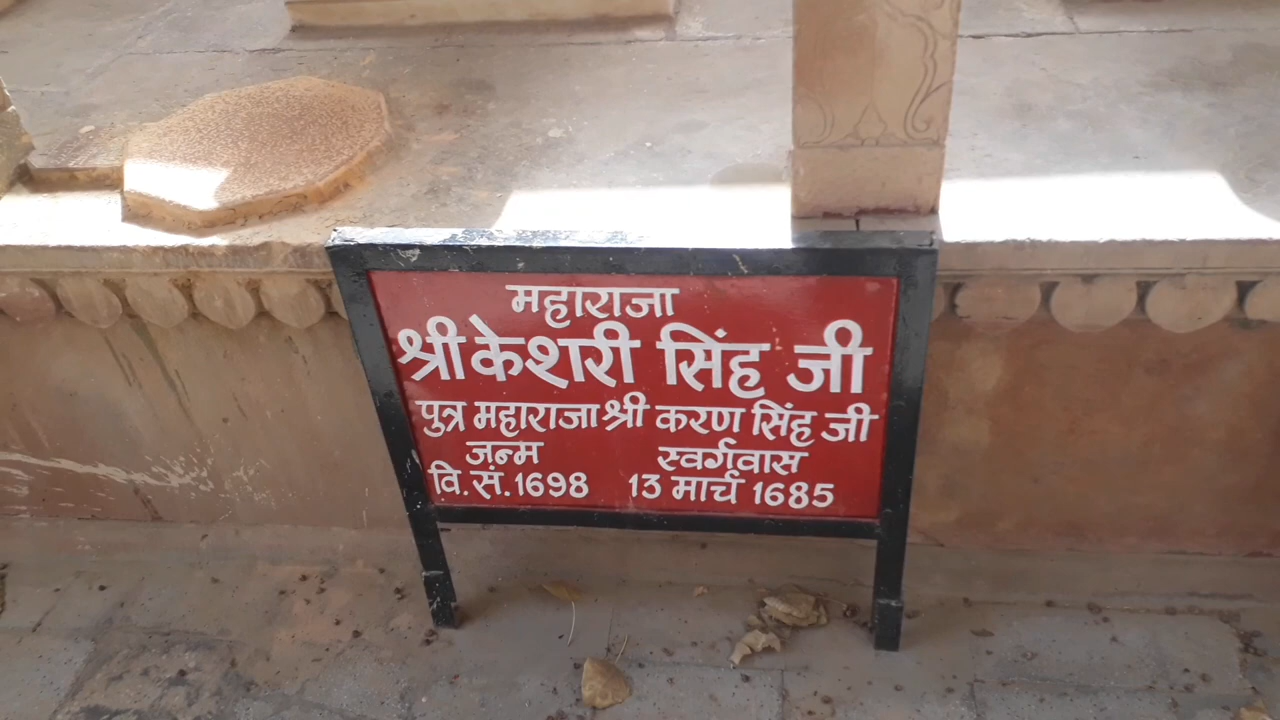 महाराजा
श्री केशरी सिंह जी
पुत्र महाराजा श्री करण सिंह जी
जन्म स्वर्गवास
वि. सं. 1698 13 मार्च 1685